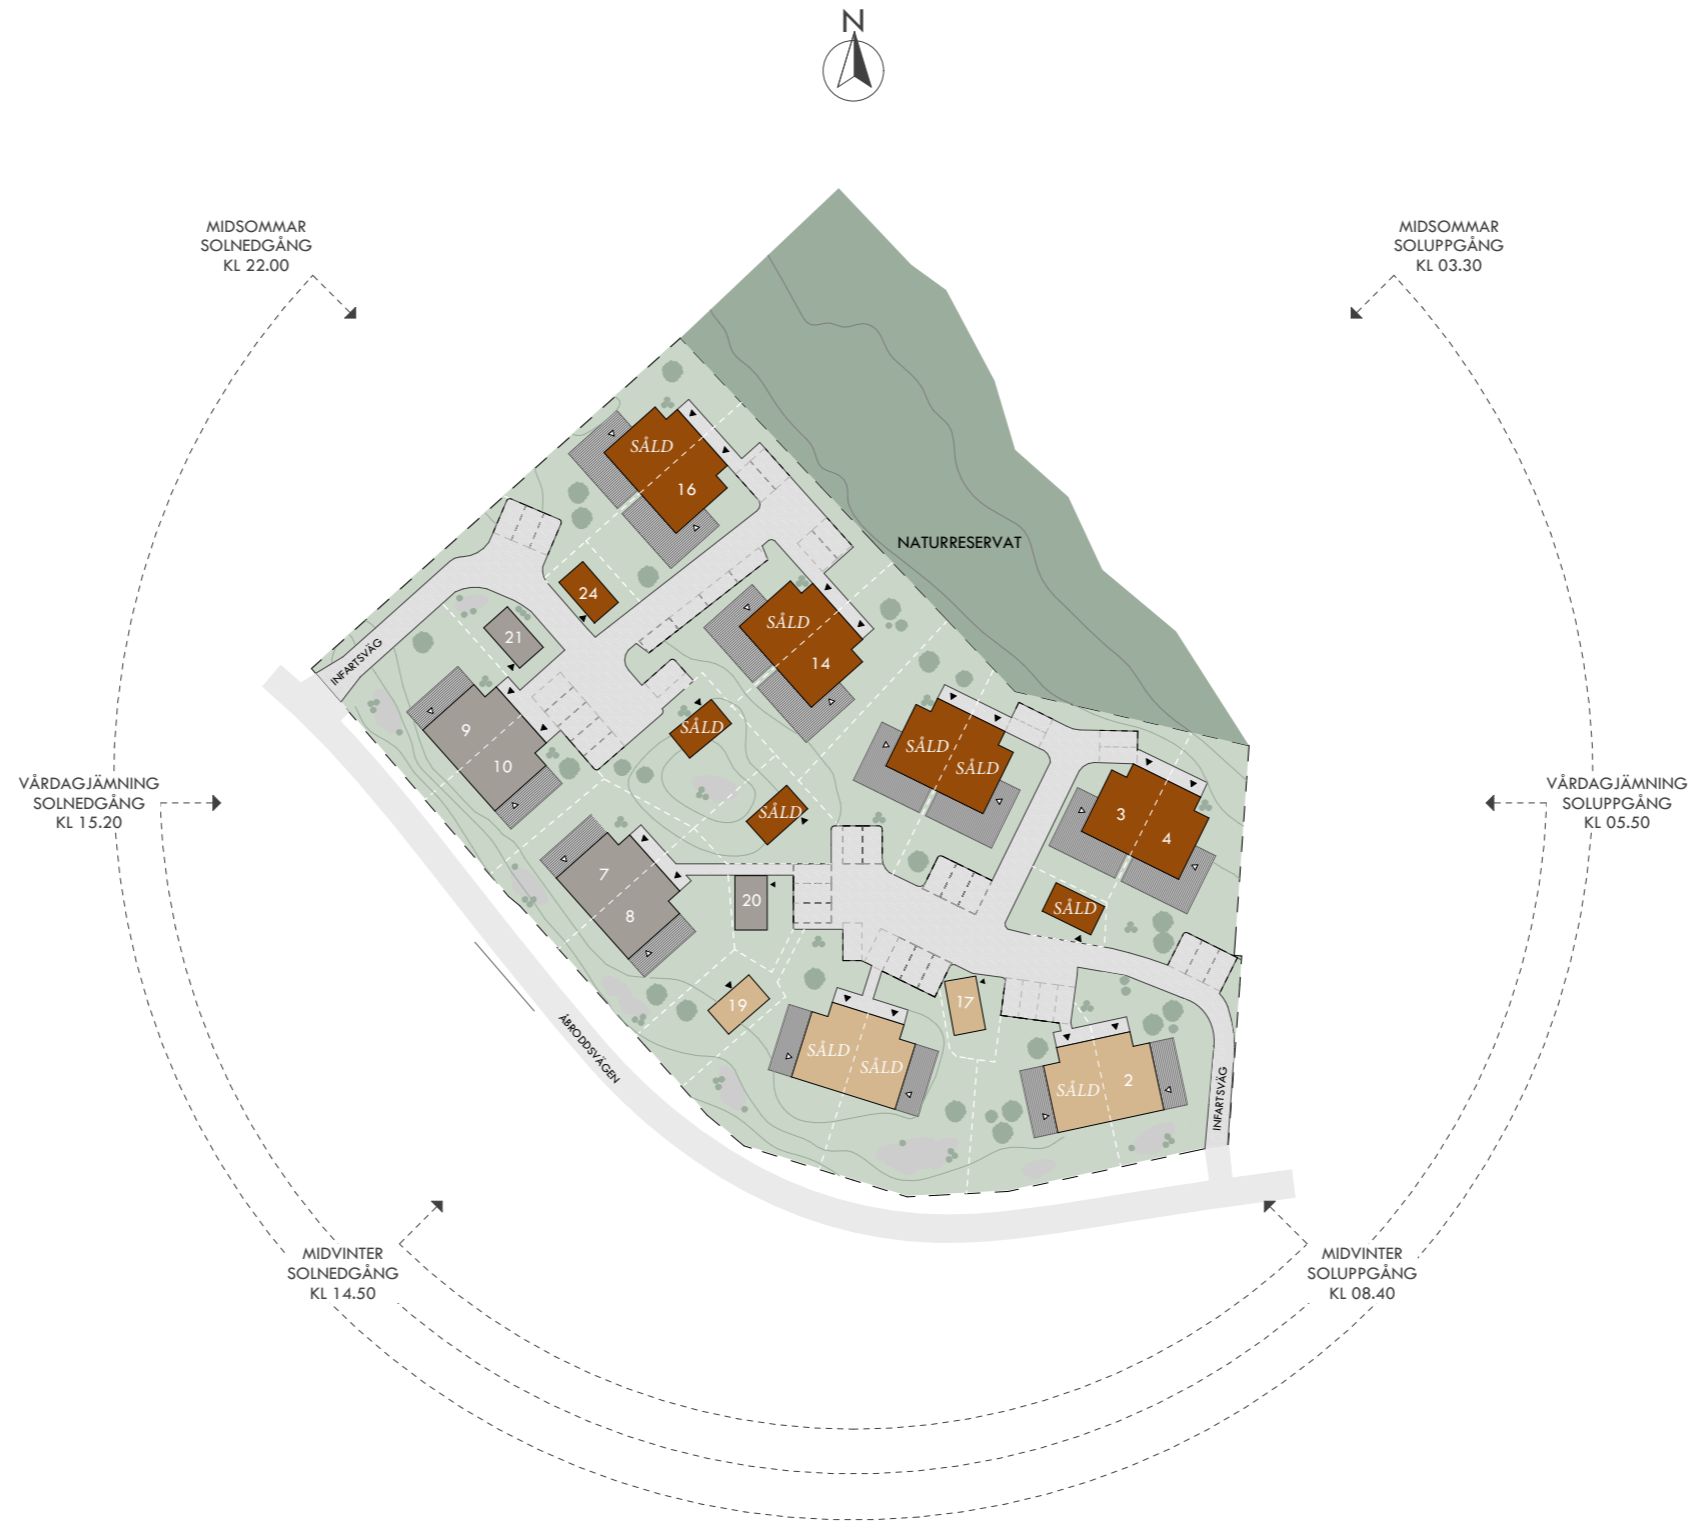 N
MIDSOMMAR
SOLNEDGÅNG
KL 22.00
MIDSOMMAR
SOLUPPGÅNG
KL 03.30
SÅLD
16
NATURRESERVAT
24
21
SÅLD
14
INFARTSVÄG
9
10
SÅLD
SÅLD
SÅLD
SÅLD
3
4
VÅRDAGJÄMNING
SOLNEDGÅNG
KL 15.20
VÅRDAGJÄMNING
SOLUPPGÅNG
KL 05.50
7
8
20
SÅLD
19
17
ÅBRODDSVÄGEN
SÅLD
SÅLD
SÅLD
2
INFARTSVÄG
MIDVINTER
SOLNEDGÅNG
KL 14.50
MIDVINTER
SOLUPPGÅNG
KL 08.40